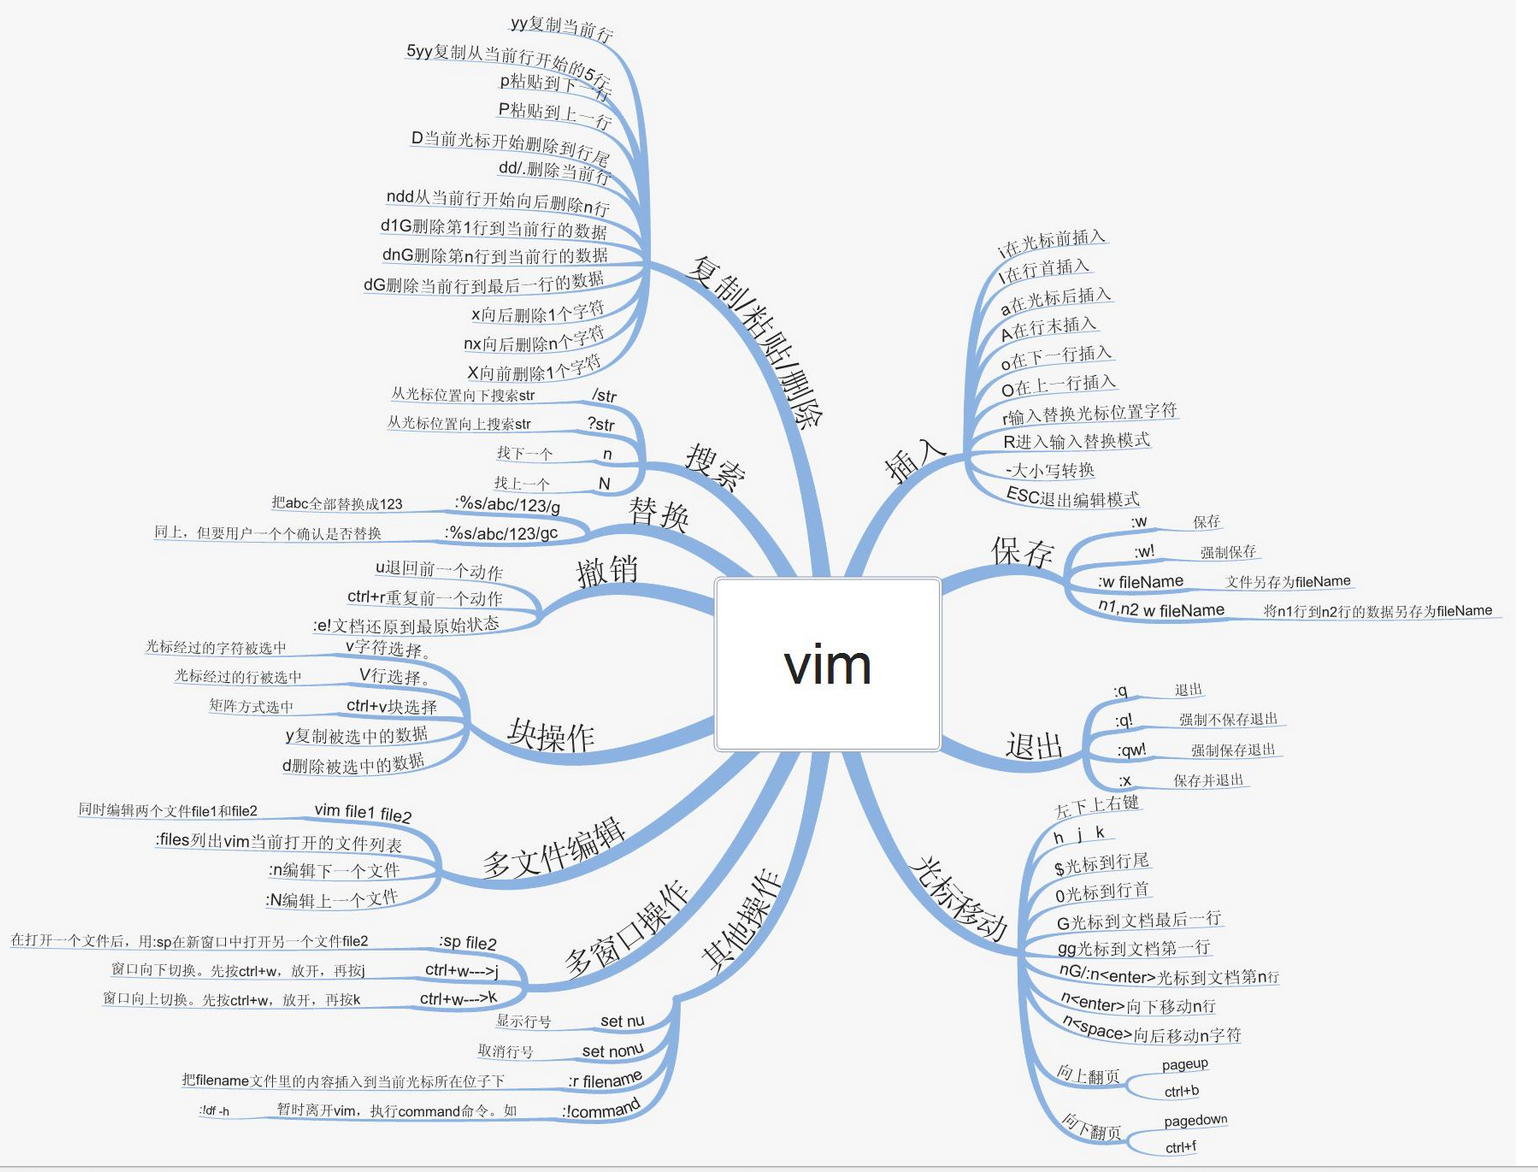 vim
复制/粘贴/删除
yy复制当前行
5yy复制从当前行开始的5行
p粘贴到下一行
P粘贴到上一行
D当前光标开始删除到行尾
dd/.删除当前行
ndd从当前行开始向后删除n行
d1G删除第1行到当前行的数据
dnG删除第n行到当前行的数据
dG删除当前行到最后一行的数据
x向后删除1个字符
nx向后删除n个字符
X向前删除1个字符
搜索
/str 从光标位置向下搜索str
?str 从光标位置向上搜索str
n 找下一个
N 找上一个
替换
:%s/abc/123/g 把abc全部替换成123
:%s/abc/123/gc 同上，但要用户一个个确认是否替换
撤销
u退回前一个动作
ctrl+r重复前一个动作
:e!文档还原到最原始状态
块操作
v字符选择。 光标经过的字符被选中
V行选择。 光标经过的行被选中
ctrl+v块选择 矩阵方式选中
y复制被选中的数据
d删除被选中的数据
多文件编辑
vim file1 file2 同时编辑两个文件file1和file2
:files列出vim当前打开的文件列表
:n编辑下一个文件
:N编辑上一个文件
多窗口操作
:sp file2 在打开一个文件后，用:sp在新窗口中打开另一个文件file2
ctrl+w--->j 窗口向下切换。先按ctrl+w，放开，再按j
ctrl+w--->k 窗口向上切换。先按ctrl+w，放开，再按k
其他操作
set nu 显示行号
set nonu 取消行号
:r filename 把filename文件里的内容插入到当前光标所在位子下
:!command 暂时离开vim，执行command命令。如 :!df -h
插入
i在光标前插入
I在行首插入
a在光标后插入
A在行末插入
o在下一行插入
O在上一行插入
r输入替换光标位置字符
R进入输入替换模式
-大小写转换
ESC退出编辑模式
保存
:w 保存
:w! 强制保存
:w fileName 文件另存为fileName
n1,n2 w fileName 将n1行到n2行的数据另存为fileName
退出
:q 退出
:q! 强制不保存退出
:qw! 强制保存退出
:x 保存并退出
光标移动
左下上右键
h j k
$光标到行尾
0光标到行首
G光标到文档最后一行
gg光标到文档第一行
nG/:n<enter>光标到文档第n行
n<enter>向下移动n行
n<space>向后移动n字符
向上翻页
pageup
ctrl+b
向下翻页
pagedown
ctrl+f